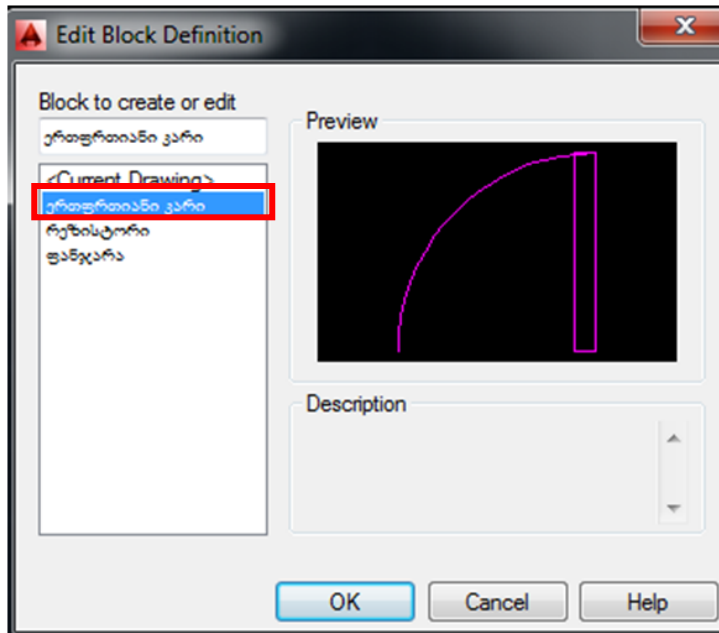 Edit Block Definition
Block to create or edit
ერთფრთიანი კარი
<Current Drawing>
ერთფრთიანი კარი
რეზისტორი
ფანჯარა
Preview
Description
OK
Cancel
Help